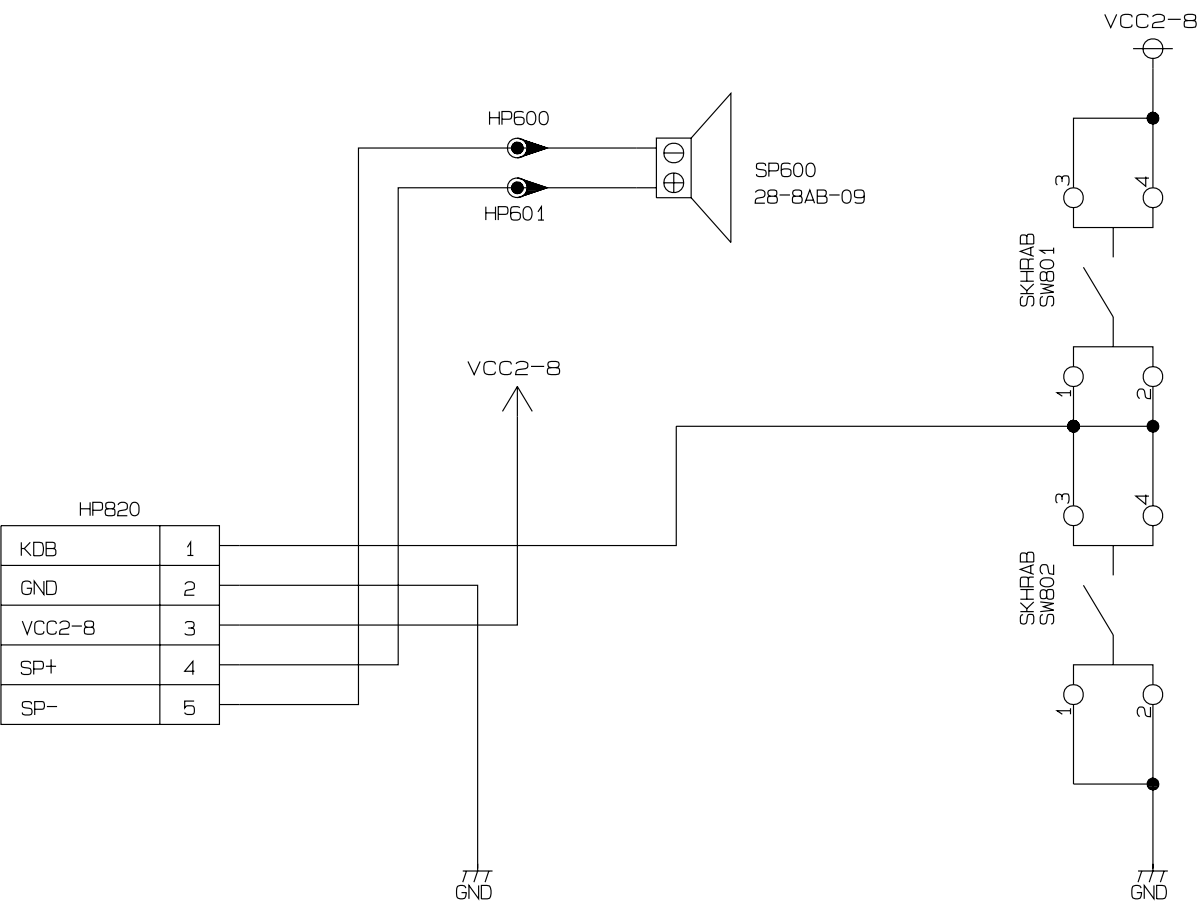 VCC2-8
HP600
SP600
28-8AB-09
HP601
3
4
SKHRAB
SW801
VCC2-8
1
2
HP820
KDB 1
GND 2
VCC2-8 3
SP+ 4
SP- 5
3
4
SKHRAB
SW802
1
2
GND
GND